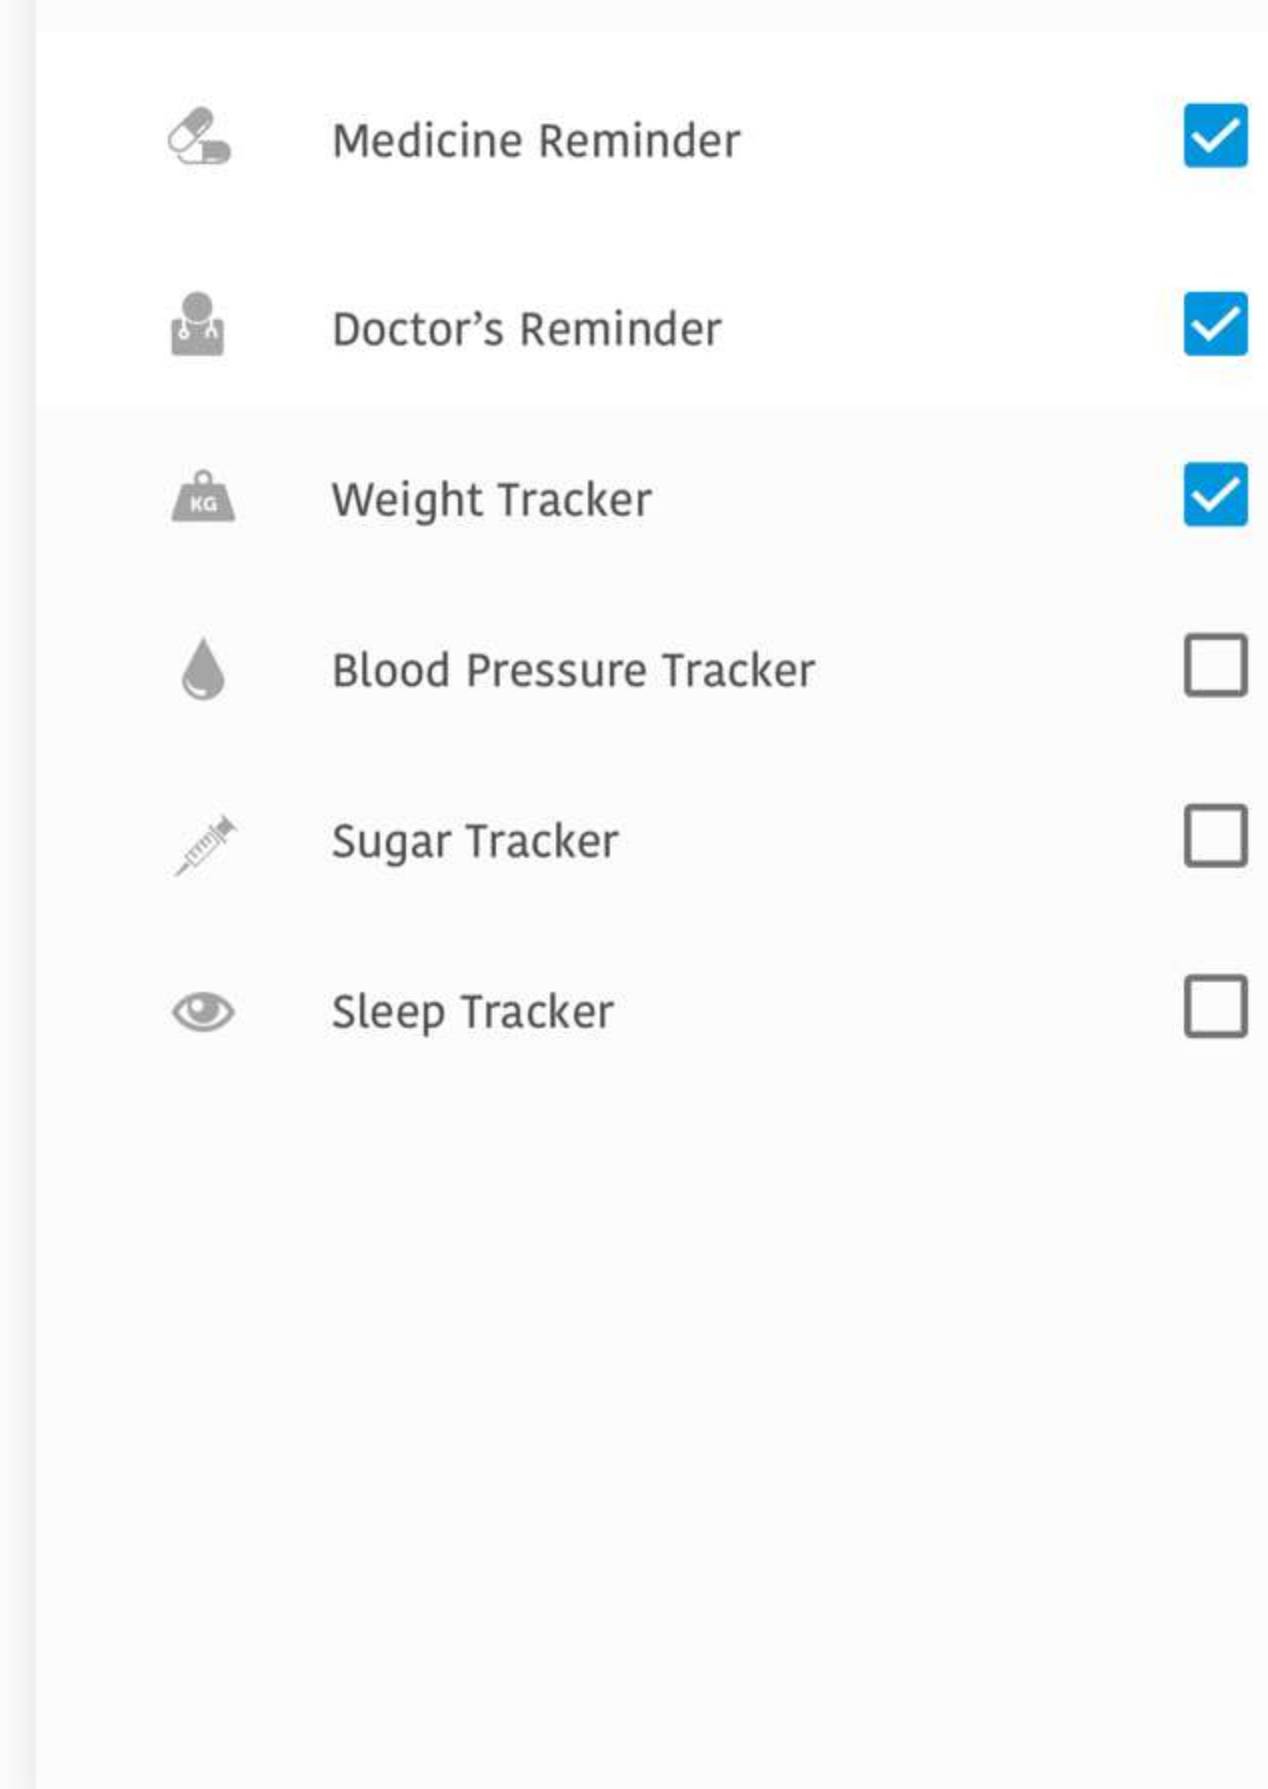 Medicine Reminder
Doctor’s Reminder
KG
Weight Tracker
Blood Pressure Tracker
Sugar Tracker
Sleep Tracker